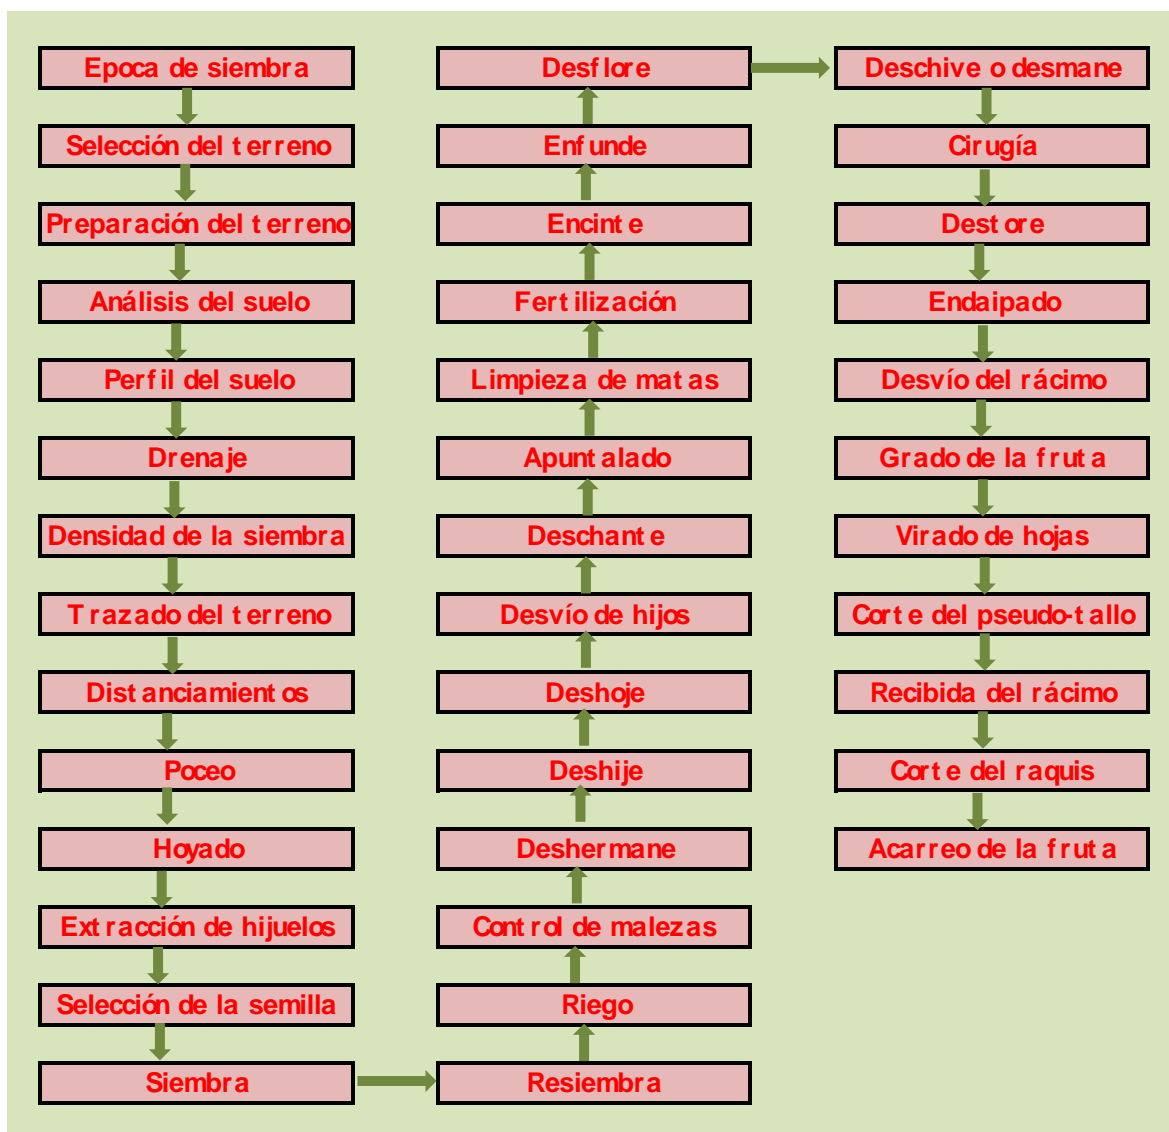 Epoca de siembra
Selección del terreno
Preparación del terreno
Análisis del suelo
Perfil del suelo
Drenaje
Densidad de la siembra
Trazado del terreno
Distanciamientos
Poceo
Hoyado
Extracción de hijuelos
Selección de la semilla
Siembra
Resiembra
Riego
Control de malezas
Deshermane
Deshije
Deshoje
Desvío de hijos
Deschante
Apuntalado
Limpieza de matas
Fertilización
Encinte
Enfunde
Desflore
Deschive o desmane
Cirugía
Destore
Endaipado
Desvío del rácimo
Grado de la fruta
Virado de hojas
Corte del pseudo-tallo
Recibida del rácimo
Corte del raquis
Acarreo de la fruta